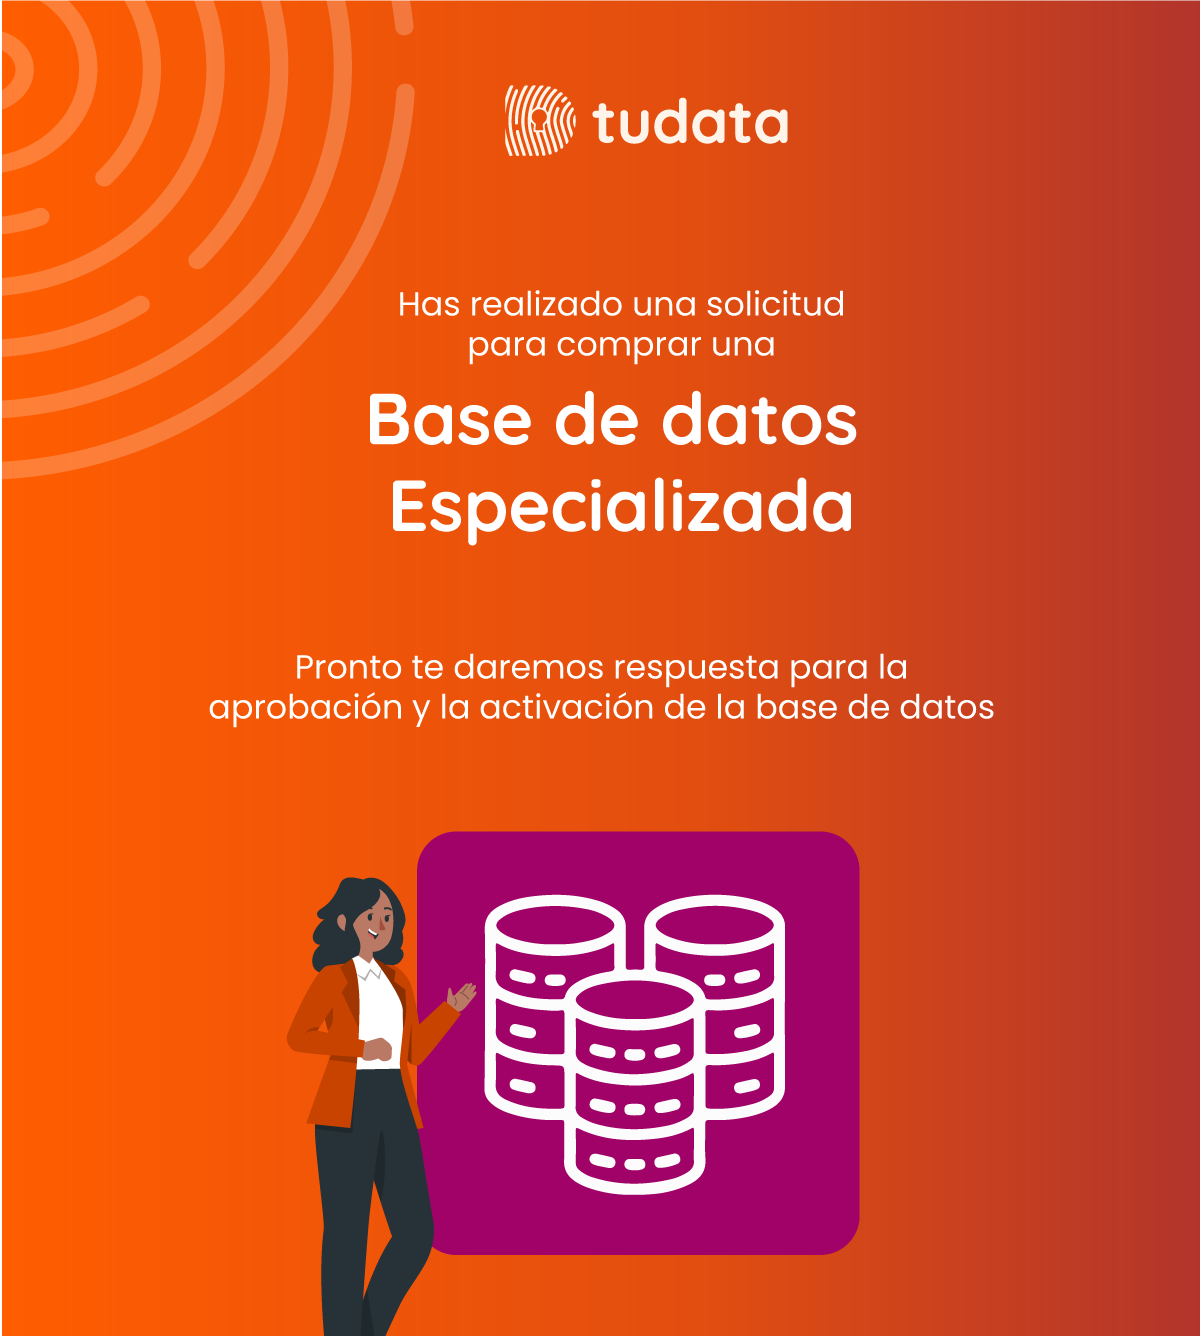 tudata
Has realizado una solicitud
para comprar una
Base de datos
Especializada
Pronto te daremos respuesta para la
aprobación y la activación de la base de datos